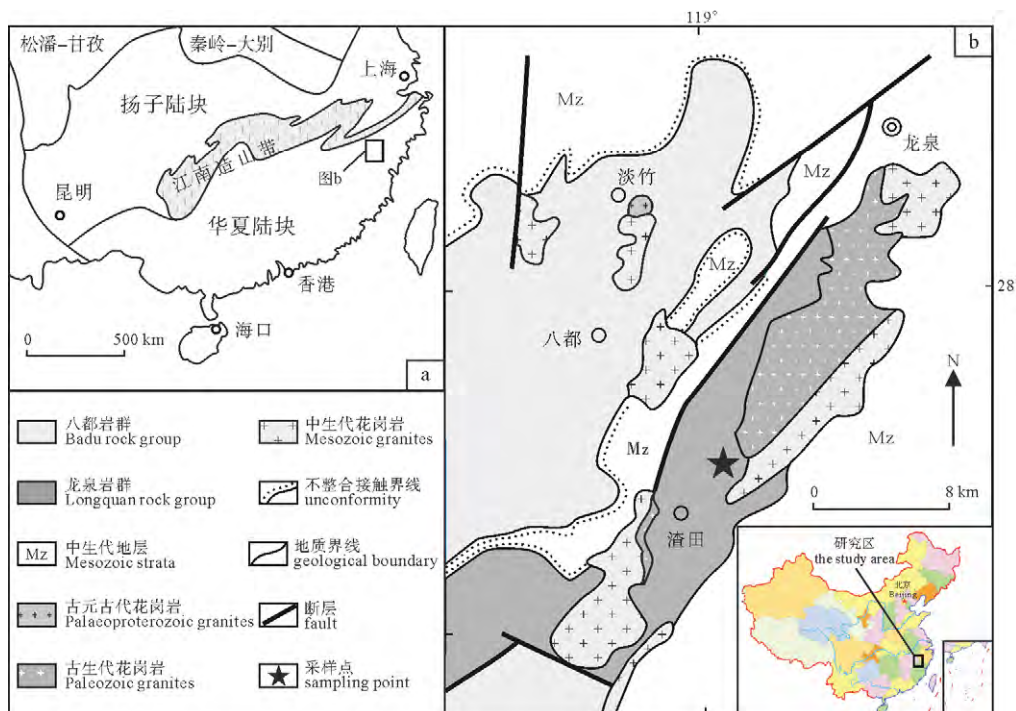 松潘-甘孜
秦岭-大别
上海
扬子陆块
江南造山带
图b
昆明
华夏陆块
香港
海口
0 500 km
a
119°
b
Mz
龙泉
淡竹
Mz
Mz
28
八都
N
Mz
Mz
0 8 km
渣田
研究区
the study area
北京
Beijing
八都岩群
Badu rock group
中生代花岗岩
Mesozoic granites
龙泉岩群
Longquan rock group
不整合接触界线
unconformity
Mz
中生代地层
Mesozoic strata
地质界线
geological boundary
古元古代花岗岩
Palaeoproterozoic granites
断层
fault
古生代花岗岩
Paleozoic granites
采样点
sampling point